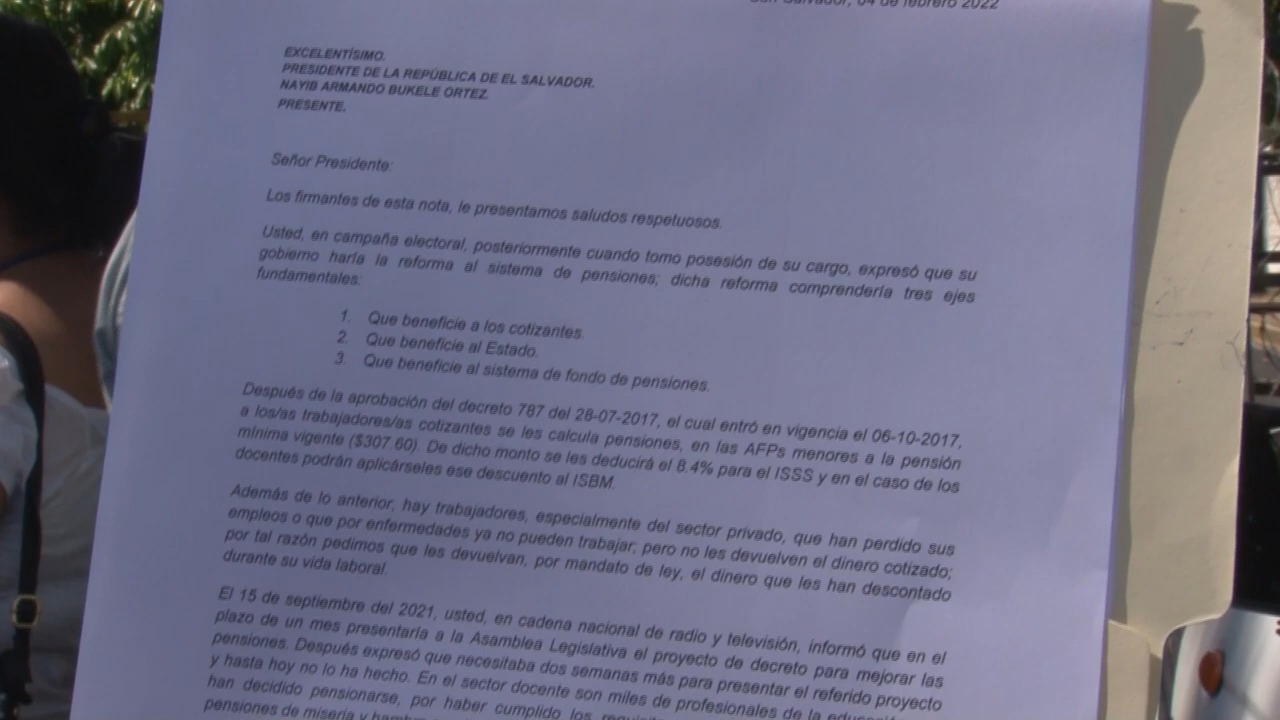 San Salvador, 04 de febrero 2022
EXCELENTÍSIMO.
PRESIDENTE DE LA REPÚBLICA DE EL SALVADOR.
NAYIB ARMANDO BUKELE ORTEZ.
PRESENTE.
Señor Presidente:
Los firmantes de esta nota, le presentamos saludos respetuosos.
Usted, en campaña electoral, posteriormente cuando tomo posesión de su cargo, expresó que su
gobierno haría la reforma al sistema de pensiones; dicha reforma comprendería tres ejes
fundamentales:
1. Que beneficie a los cotizantes.
2. Que beneficie al Estado.
3. Que beneficie al sistema de fondo de pensiones.
Después de la aprobación del decreto 787 del 28-07-2017, el cual entró en vigencia el 06-10-2017,
a los/as trabajadores/as cotizantes se les calcula pensiones, en las AFPs menores a la pensión
mínima vigente ($307.60). De dicho monto se les deducirá el 8.4% para el ISSS y en el caso de los
docentes podrán aplicárseles ese descuento al ISBM.
Además de lo anterior, hay trabajadores, especialmente del sector privado, que han perdido sus
empleos o que por enfermedades ya no pueden trabajar; pero no les devuelven el dinero cotizado;
por tal razón pedimos que les devuelvan, por mandato de ley, el dinero que les han descontado
durante su vida laboral.
El 15 de septiembre del 2021, usted, en cadena nacional de radio y televisión, informó que en el
plazo de un mes presentaría a la Asamblea Legislativa el proyecto de decreto para mejorar las
pensiones. Después expresó que necesitaba dos semanas más para presentar el referido proyecto
y hasta hoy no lo ha hecho. En el sector docente son miles de profesionales de la
han decidido pensionarse, por haber cumplido los
pensiones de miseria y